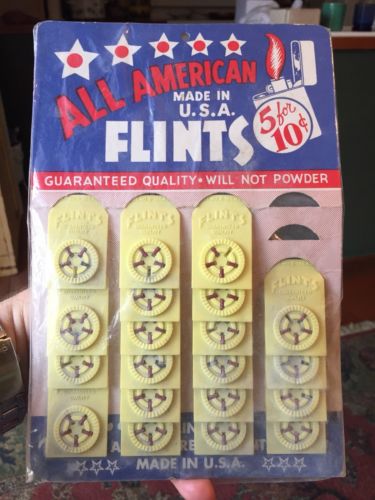 ALL AMERICAN
MADE IN
U.S.A.
FLINTS
5 for
10¢
GUARANTEED QUALITY • WILL NOT POWDER
FLINTS
FLINTS
FLINTS
FLINTS
MADE IN U.S.A.